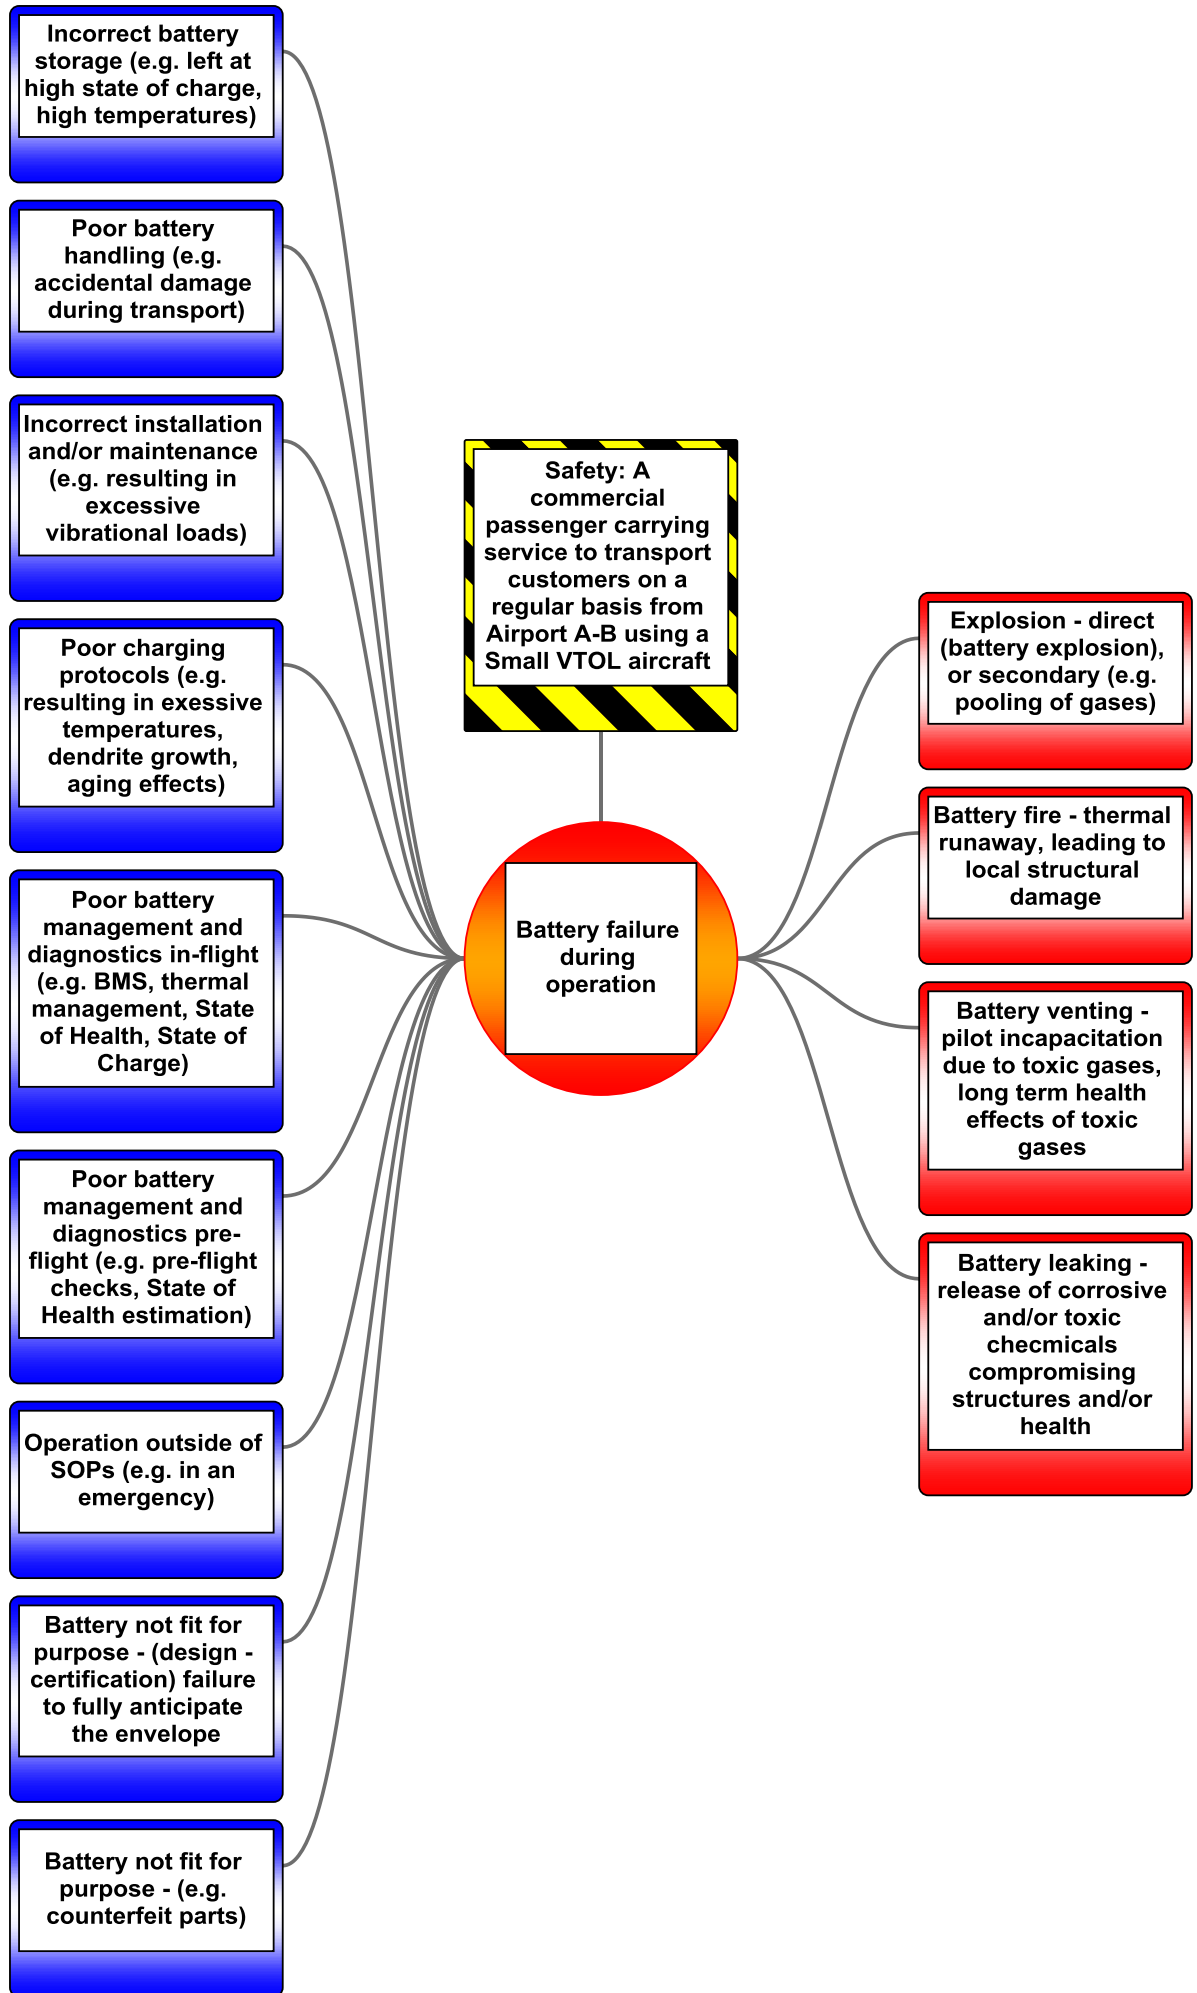 Incorrect battery
storage (e.g. left at
high state of charge,
high temperatures)
Poor battery
handling (e.g.
accidental damage
during transport)
Incorrect installation
and/or maintenance
(e.g. resulting in
excessive
vibrational loads)
Poor charging
protocols (e.g.
resulting in exessive
temperatures,
dendrite growth,
aging effects)
Poor battery
management and
diagnostics in-flight
(e.g. BMS, thermal
management, State
of Health, State of
Charge)
Poor battery
management and
diagnostics pre-
flight (e.g. pre-flight
checks, State of
Health estimation)
Operation outside of
SOPs (e.g. in an
emergency)
Battery not fit for
purpose - (design -
certification) failure
to fully anticipate
the envelope
Battery not fit for
purpose - (e.g.
counterfeit parts)
Safety: A
commercial
passenger carrying
service to transport
customers on a
regular basis from
Airport A-B using a
Small VTOL aircraft
Battery failure
during
operation
Explosion - direct
(battery explosion),
or secondary (e.g.
pooling of gases)
Battery fire - thermal
runaway, leading to
local structural
damage
Battery venting -
pilot incapacitation
due to toxic gases,
long term health
effects of toxic
gases
Battery leaking -
release of corrosive
and/or toxic
checmicals
compromising
structures and/or
health